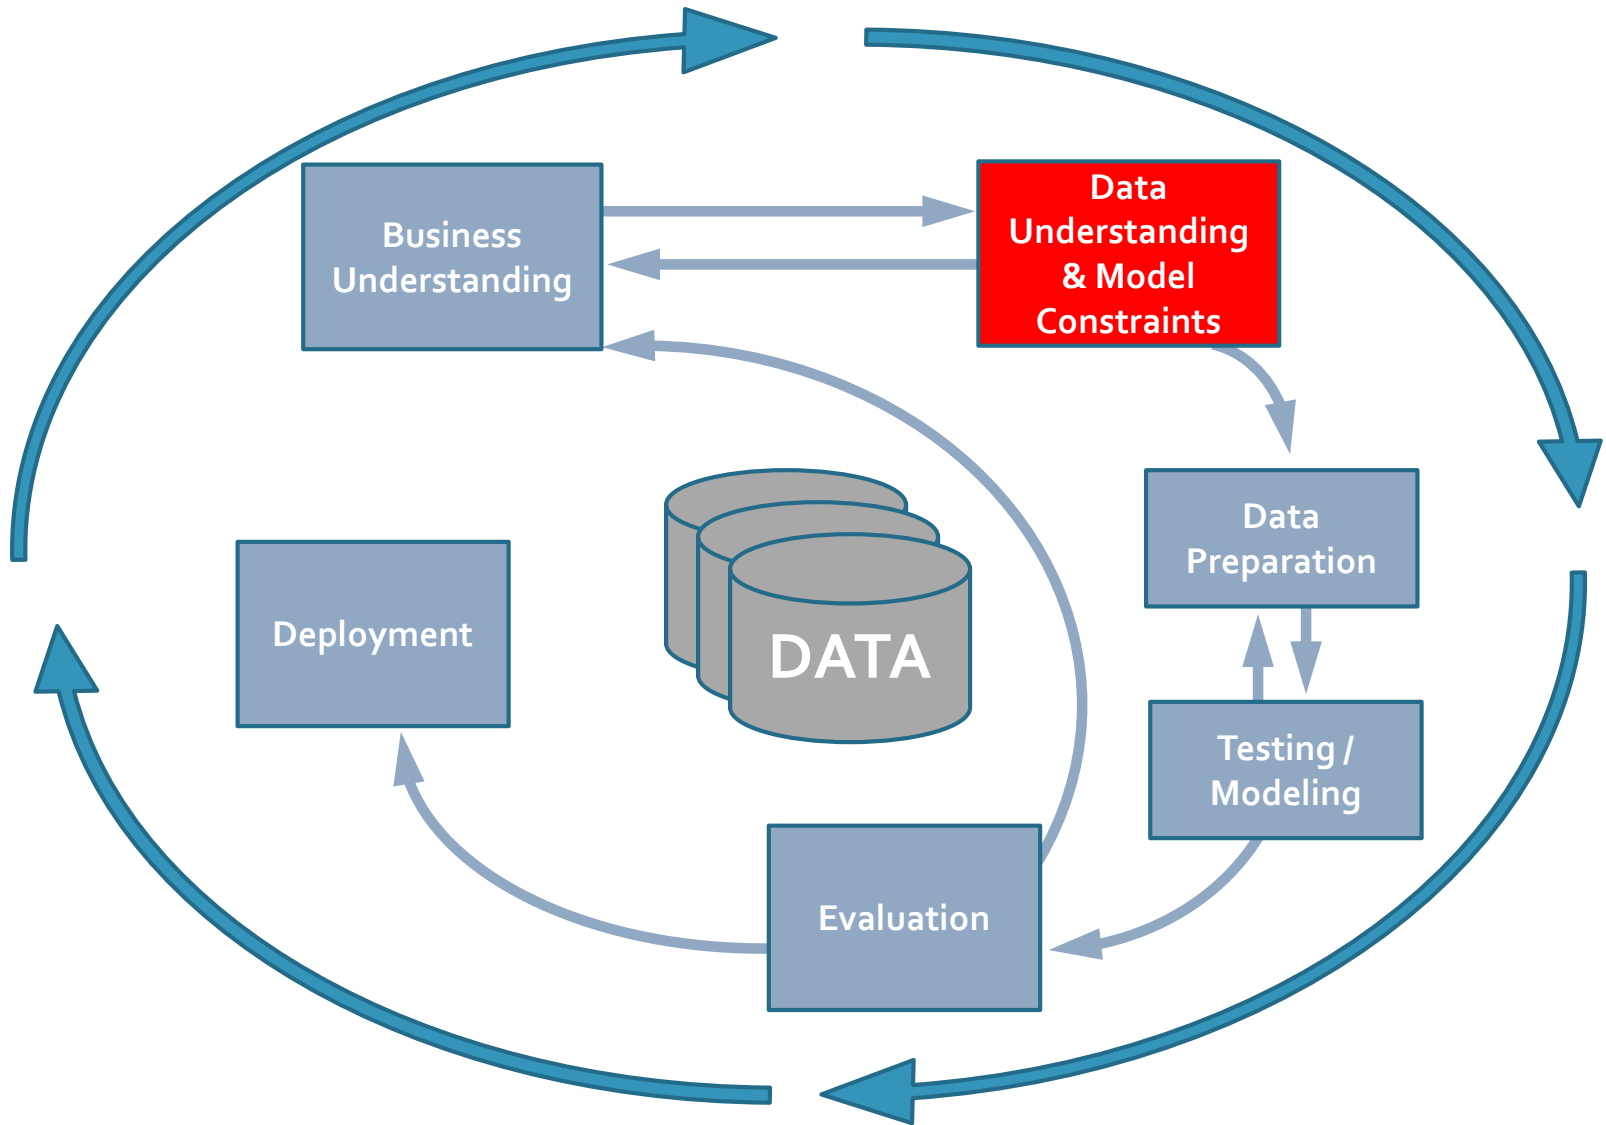 Business
Understanding
Data
Understanding
& Model
Constraints
Data
Preparation
Deployment
DATA
Testing /
Modeling
Evaluation